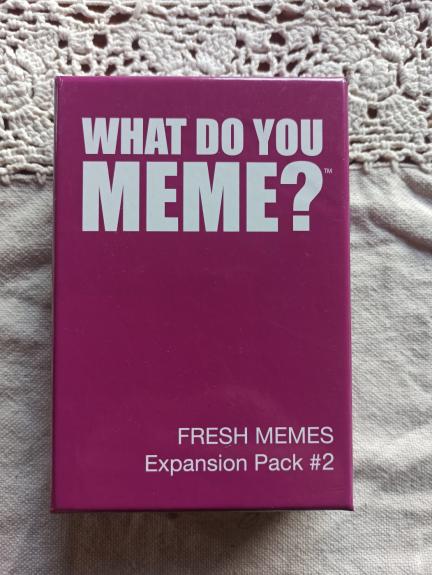 WHAT DO YOU
MEME?™
FRESH MEMES
Expansion Pack #2